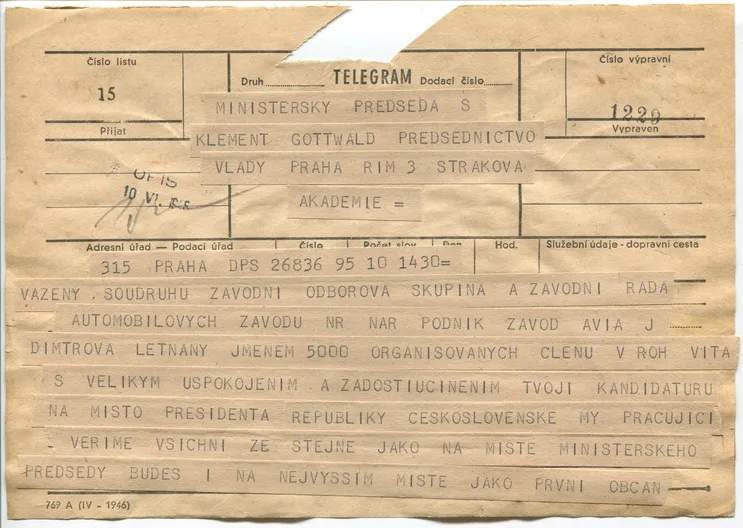 Číslo listu
15
Přijat
Druh TELEGRAM Dodací číslo
Číslo výpravní
1229
Vypraven
MINISTERSKY PREDSEDA S
KLEMENT GOTTWALD PREDSEDNICTVO
VLADY PRAHA RIM 3 STRAKOVA
AKADEMIE =
OPIS
10 VI.
Adresní úřad — Podací úřad Číslo Počet slov Den Hod. Služební údaje - dopravní cesta
315 PRAHA DPS 26836 95 10 1430=
VAZENY SOUDRUHU ZAVODNI ODBOROVA SKUPINA A ZAVODNI RADA
AUTOMOBILOVYCH ZAVODU NR NAR PODNIK ZAVOD AVIA J
DIMTROVA LETNANY JMENEM 5000 ORGANISOVANYCH CLENU V ROH VITA
S VELIKYM USPOKOJENIM A ZADOSTIUCINENIM TVOJI KANDIDATURU
NA MISTO PRESIDENTA REPUBLIKY CESKOSLOVENSKE MY PRACUJICI
VERIME VSICHNI ZE STEJNE JAKO NA MISTE MINISTERSKEHO
PREDSEDY BUDES I NA NEJVYSSIM MISTE JAKO PRVNI OBCAN
769 A (IV - 1946)